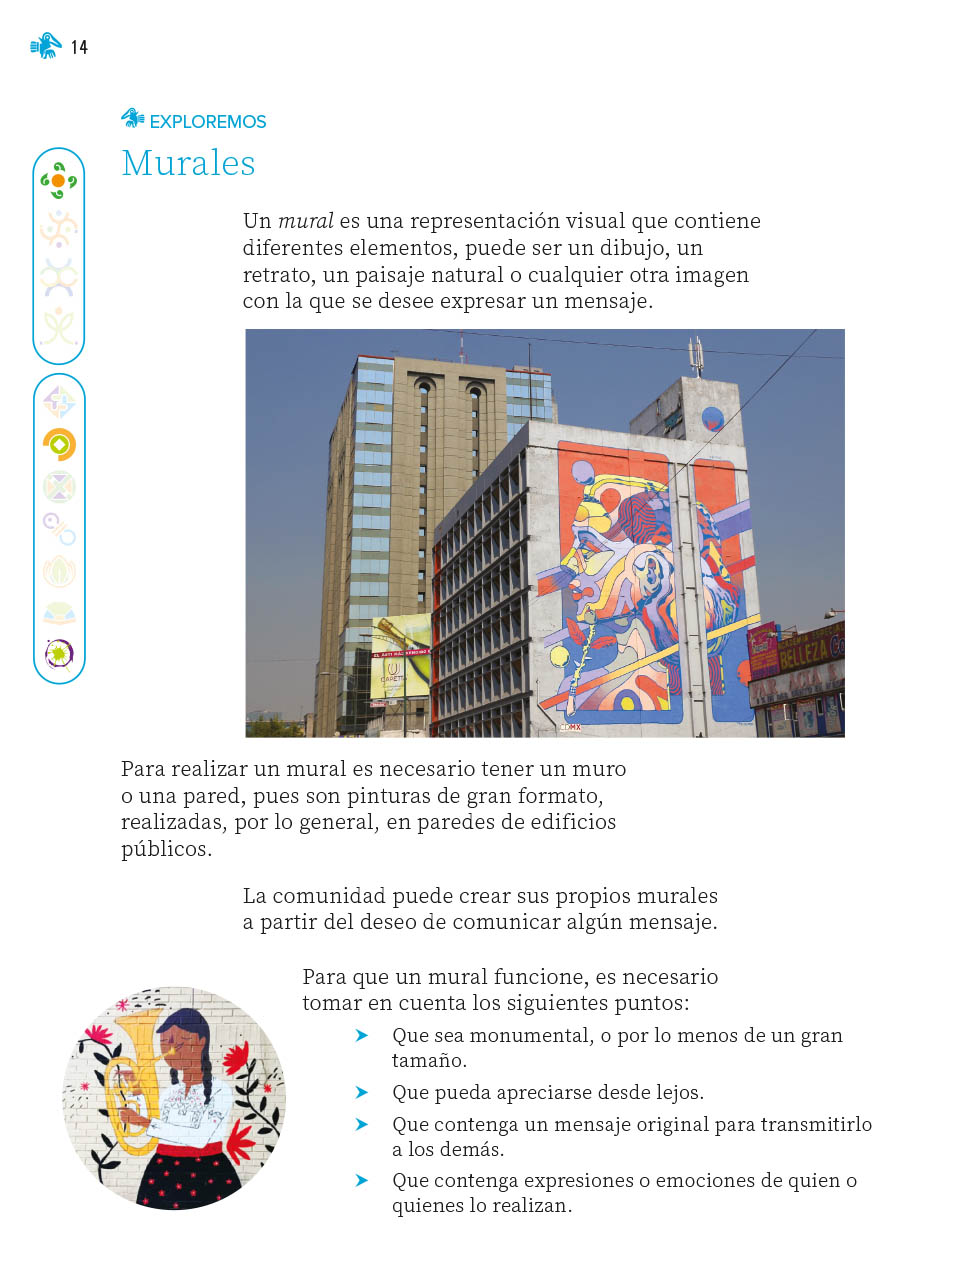 14
EXPLOREMOS
Murales
Un mural es una representación visual que contiene
diferentes elementos, puede ser un dibujo, un
retrato, un paisaje natural o cualquier otra imagen
con la que se desee expresar un mensaje.
BELLEZA
CDMX
Para realizar un mural es necesario tener un muro
o una pared, pues son pinturas de gran formato,
realizadas, por lo general, en paredes de edificios
públicos.
La comunidad puede crear sus propios murales
a partir del deseo de comunicar algún mensaje.
Para que un mural funcione, es necesario
tomar en cuenta los siguientes puntos:
➤ Que sea monumental, o por lo menos de un gran
tamaño.
➤ Que pueda apreciarse desde lejos.
➤ Que contenga un mensaje original para transmitirlo
a los demás.
➤ Que contenga expresiones o emociones de quien o
quienes lo realizan.